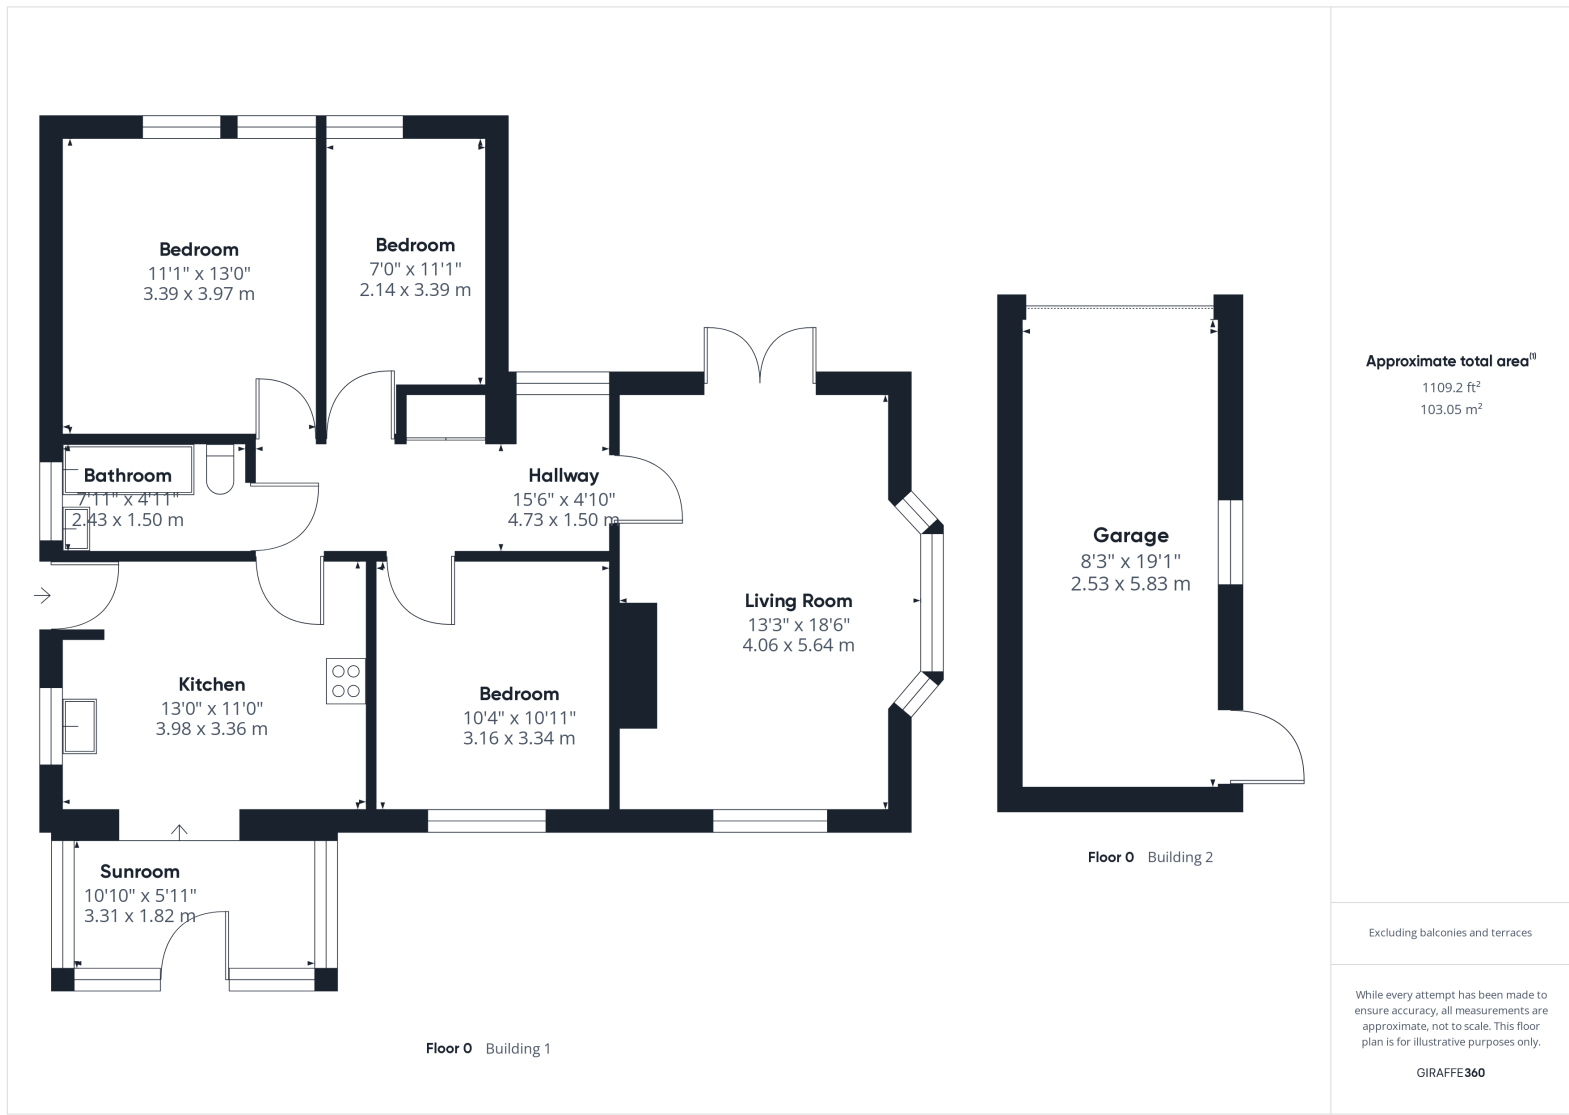 Bedroom
11'1" x 13'0"
3.39 x 3.97 m
Bedroom
7'0" x 11'1"
2.14 x 3.39 m
Bathroom
7'11" x 4'11"
2.43 x 1.50 m
Hallway
15'6" x 4'10"
4.73 x 1.50 m
Living Room
13'3" x 18'6"
4.06 x 5.64 m
Kitchen
13'0" x 11'0"
3.98 x 3.36 m
Bedroom
10'4" x 10'11"
3.16 x 3.34 m
Sunroom
10'10" x 5'11"
3.31 x 1.82 m
Floor 0 Building 1
Garage
8'3" x 19'1"
2.53 x 5.83 m
Floor 0 Building 2
Approximate total area⁽¹⁾
1109.2 ft²
103.05 m²
Excluding balconies and terraces
While every attempt has been made to
ensure accuracy, all measurements are
approximate, not to scale. This floor
plan is for illustrative purposes only.
GIRAFFE360